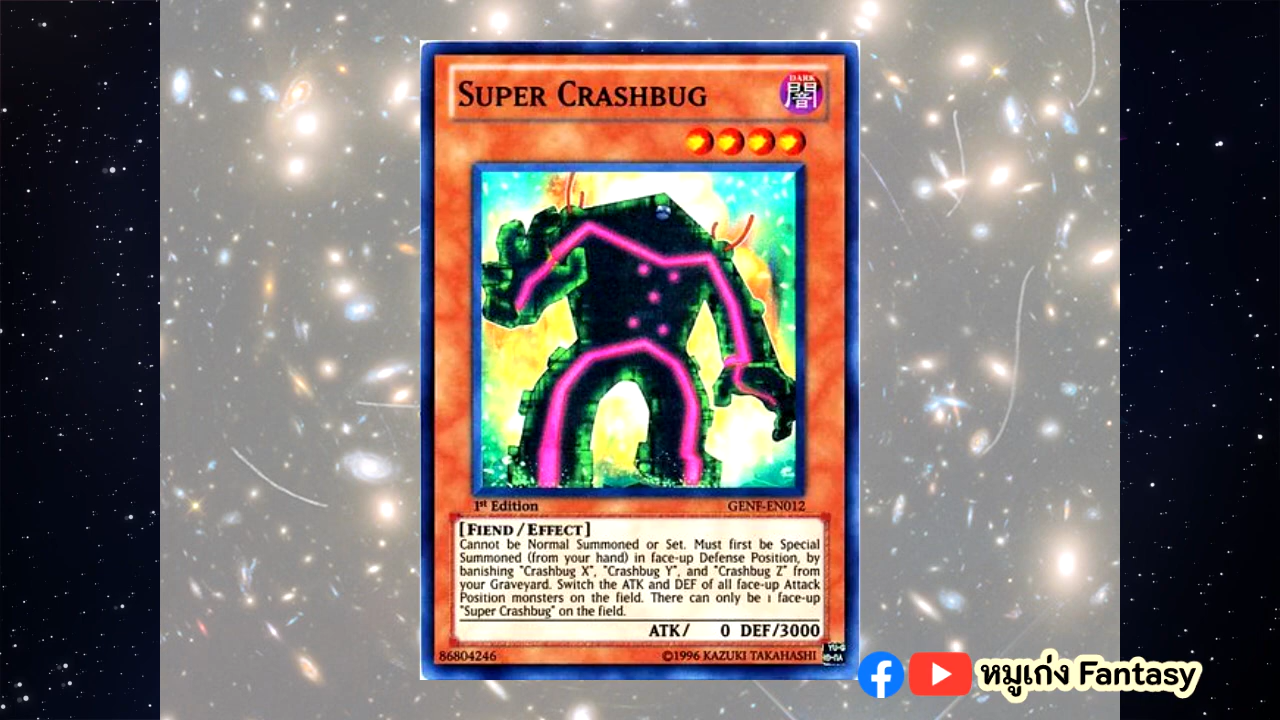 SUPER CRASHBUG
DARK
闇
1st Edition
GENF-EN012
[FIEND / EFFECT]
Cannot be Normal Summoned or Set. Must first be Special
Summoned (from your hand) in face-up Defense Position, by
banishing "Crashbug X", "Crashbug Y", and "Crashbug Z" from
your Graveyard. Switch the ATK and DEF of all face-up Attack
Position monsters on the field. There can only be 1 face-up
"Super Crashbug" on the field.
ATK/ 0 DEF/3000
86804246
©1996 KAZUKI TAKAHASHI
หมูเก่ง Fantasy